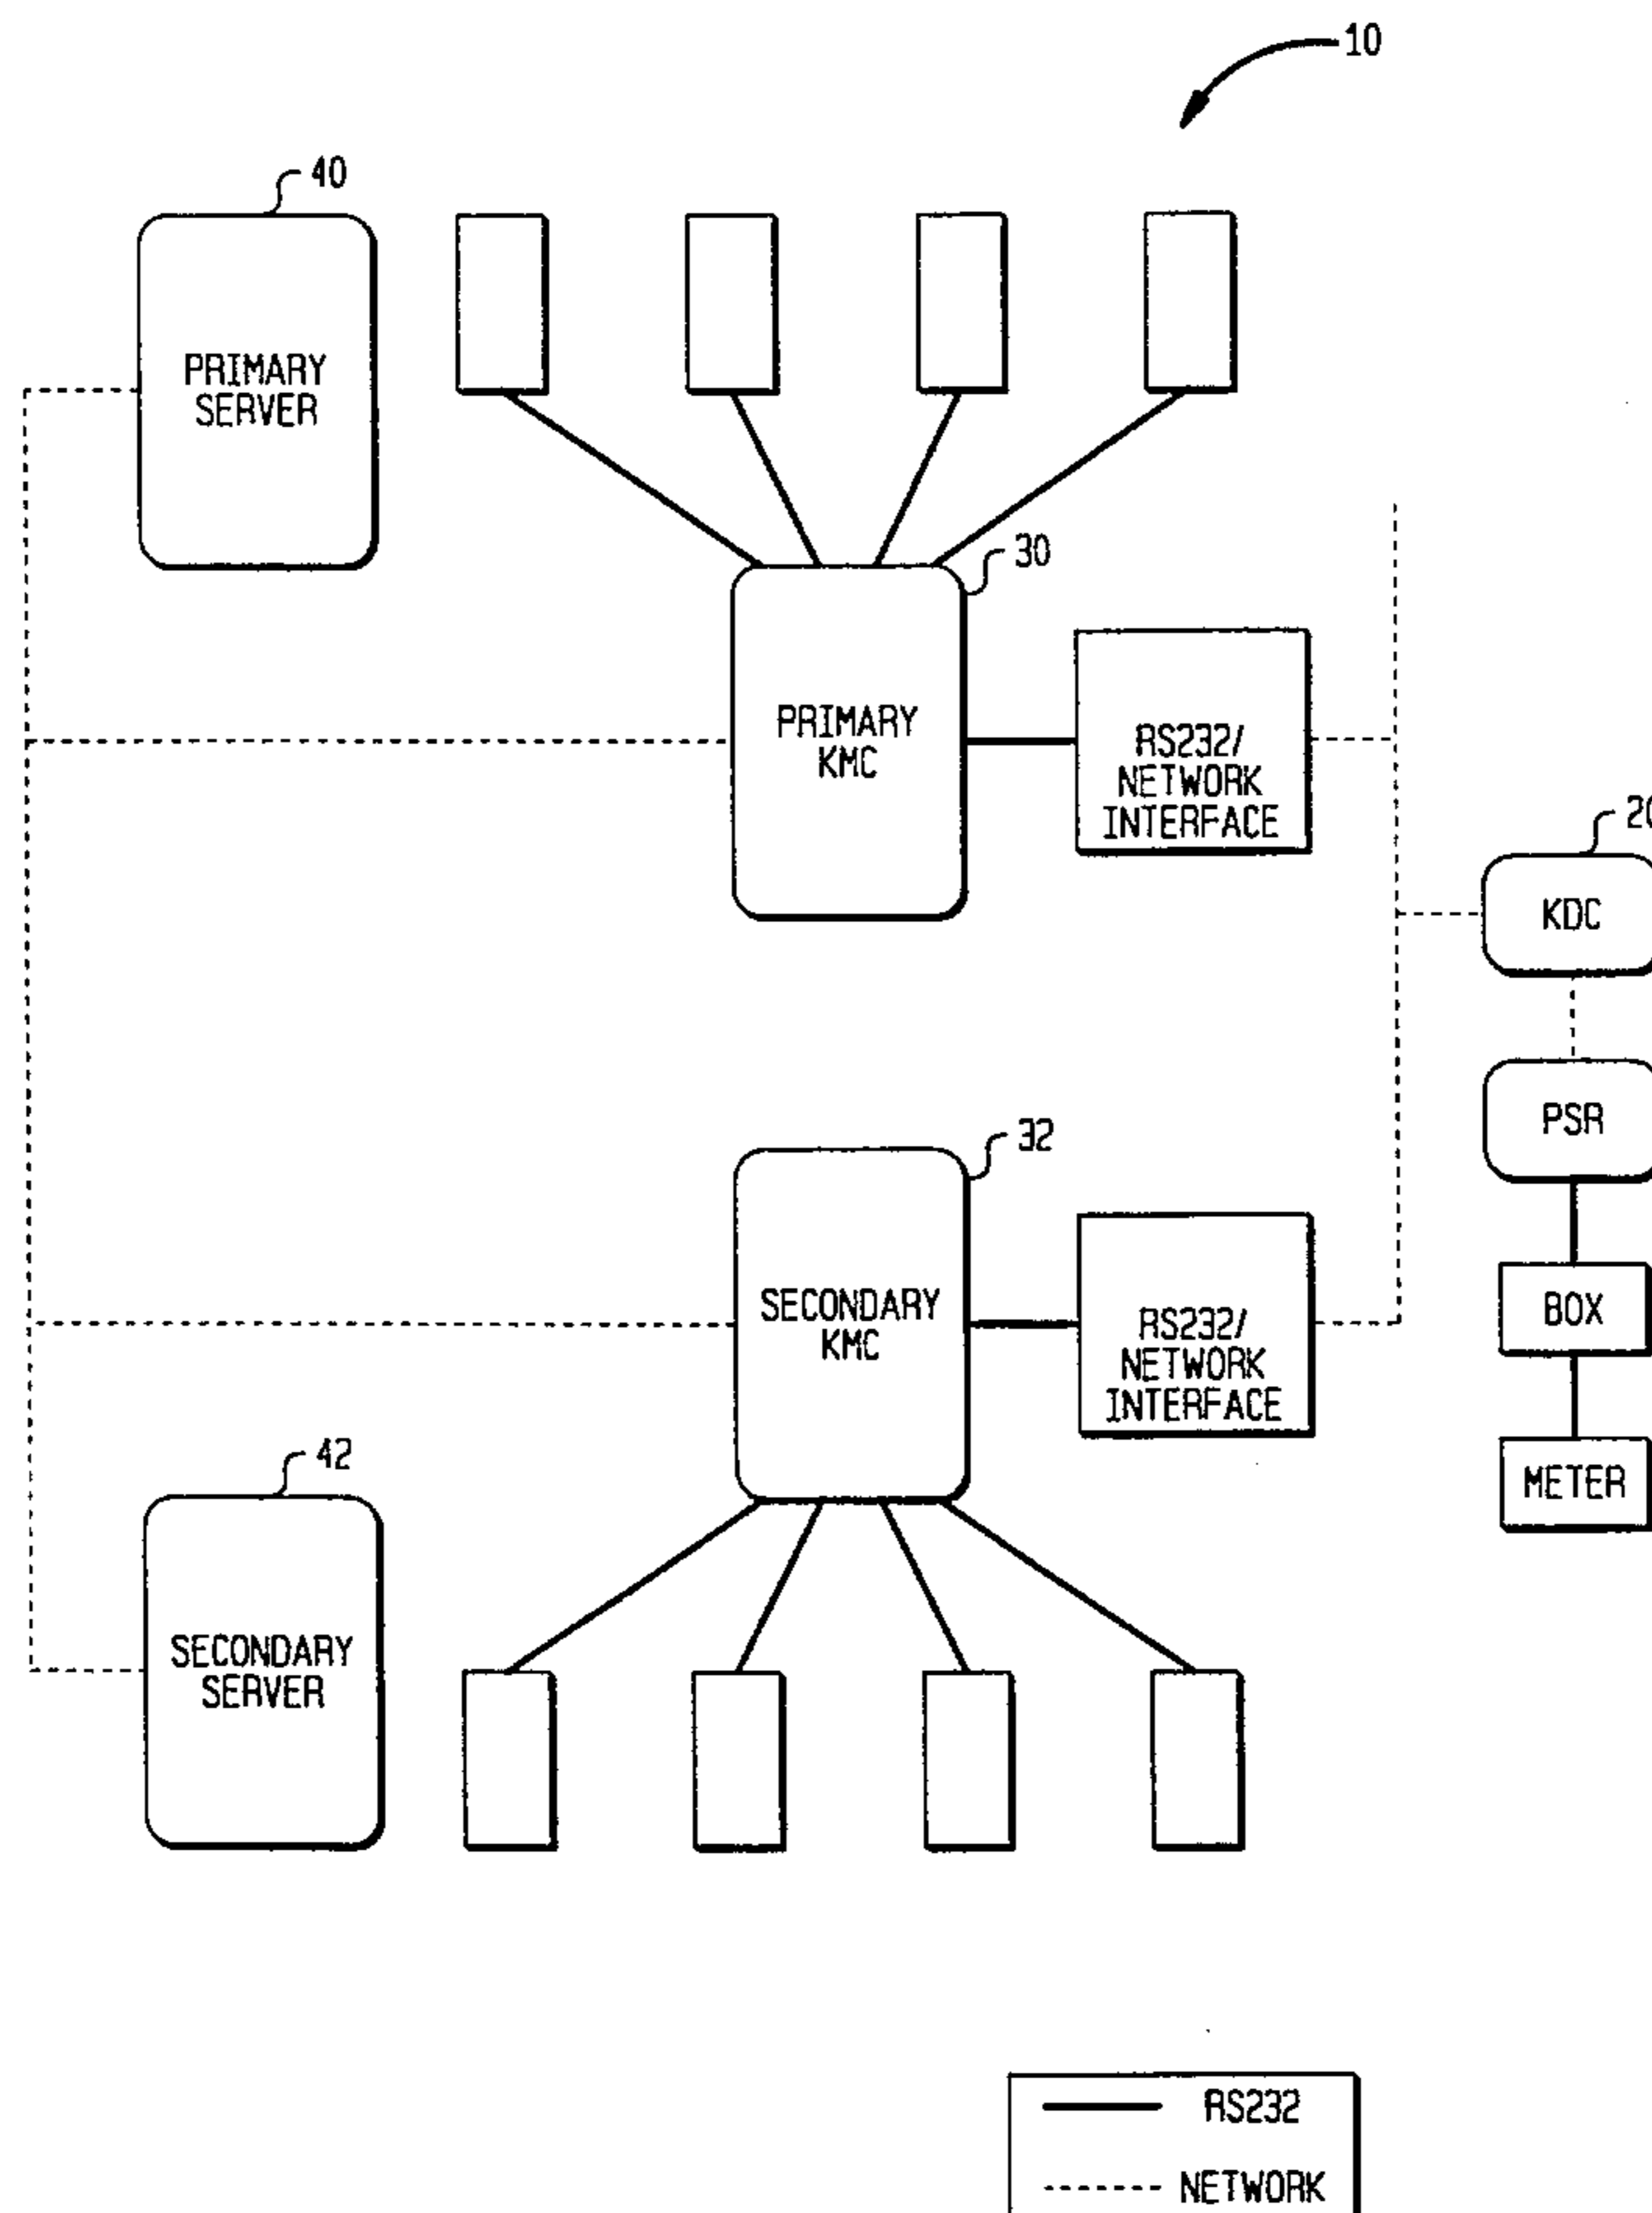 10
40
PRIMARY
SERVER
30
PRIMARY
KMC
RS232/
NETWORK
INTERFACE
KDC
PSR
32
SECONDARY
KMC
RS232/
NETWORK
INTERFACE
BOX
METER
42
SECONDARY
SERVER
RS232
NETWORK